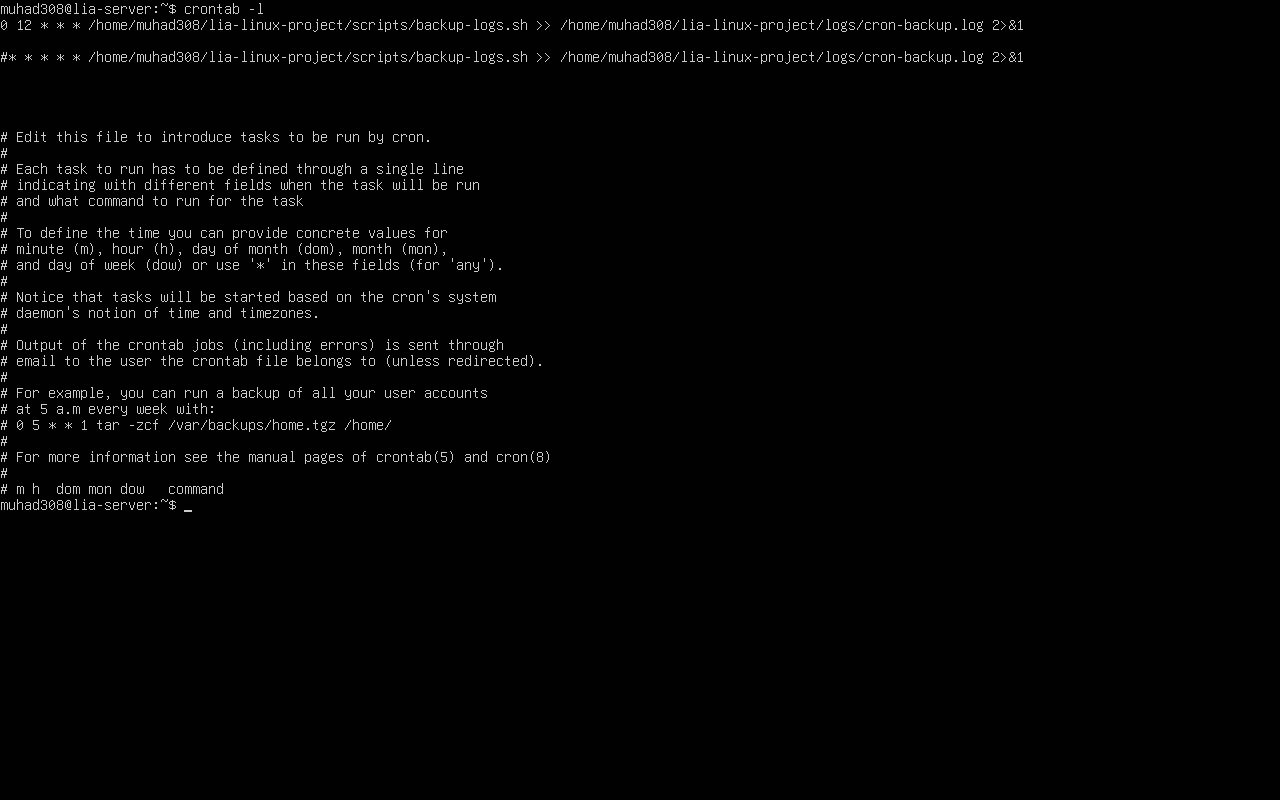 muhad308@lia-server:~$ crontab -l
0 12 * * * /home/muhad308/lia-linux-project/scripts/backup-logs.sh >> /home/muhad308/lia-linux-project/logs/cron-backup.log 2>&1
#* * * * * /home/muhad308/lia-linux-project/scripts/backup-logs.sh >> /home/muhad308/lia-linux-project/logs/cron-backup.log 2>&1
# Edit this file to introduce tasks to be run by cron.
#
# Each task to run has to be defined through a single line
# indicating with different fields when the task will be run
# and what command to run for the task
#
# To define the time you can provide concrete values for
# minute (m), hour (h), day of month (dom), month (mon),
# and day of week (dow) or use '*' in these fields (for 'any').
#
# Notice that tasks will be started based on the cron's system
# daemon's notion of time and timezones.
#
# Output of the crontab jobs (including errors) is sent through
# email to the user the crontab file belongs to (unless redirected).
#
# For example, you can run a backup of all your user accounts
# at 5 a.m every week with:
# 0 5 * * 1 tar -zcf /var/backups/home.tgz /home/
#
# For more information see the manual pages of crontab(5) and cron(8)
#
# m h  dom mon dow   command
muhad308@lia-server:~$ _